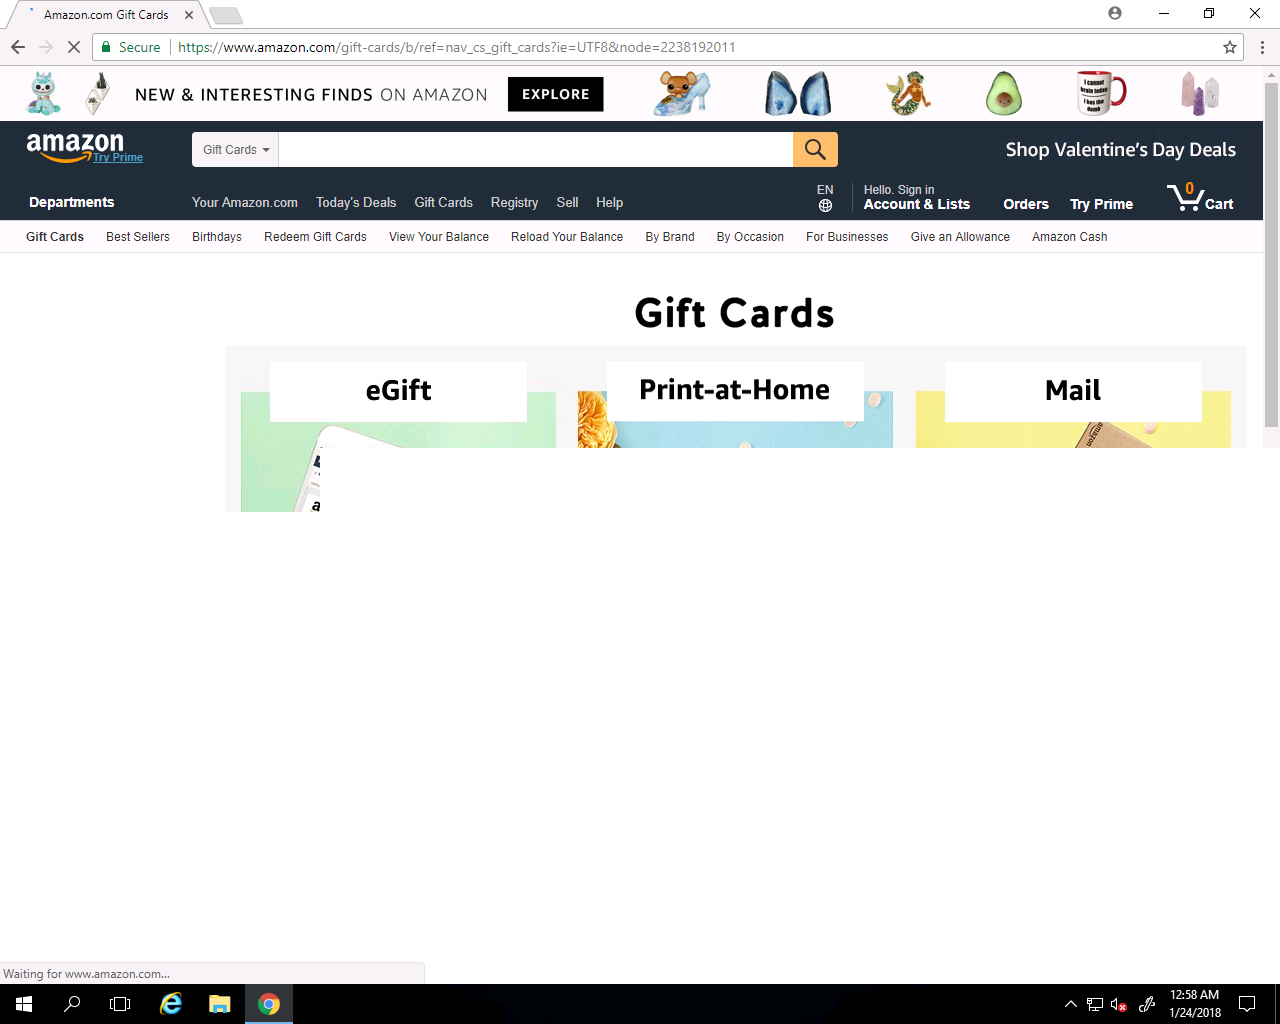 Amazon.com Gift Cards
Secure https://www.amazon.com/gift-cards/b/ref=nav_cs_gift_cards?ie=UTF8&node=2238192011
NEW & INTERESTING FINDS ON AMAZON EXPLORE
I cannot
brain today
I has the
dumb
amazon
Try Prime
Gift Cards
Shop Valentine's Day Deals
Departments
Your Amazon.com Today's Deals Gift Cards Registry Sell Help
EN
Hello. Sign in
Account & Lists
Orders
Try Prime
0
Cart
Gift Cards Best Sellers Birthdays Redeem Gift Cards View Your Balance Reload Your Balance By Brand By Occasion For Businesses Give an Allowance Amazon Cash
Gift Cards
eGift
Print-at-Home
Mail
amazon
Waiting for www.amazon.com...
12:58 AM
1/24/2018